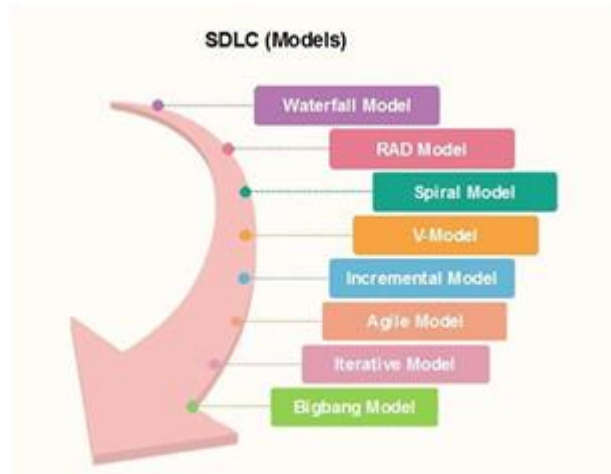 SDLC (Models)
Waterfall Model
RAD Model
Spiral Model
V-Model
Incremental Model
Agile Model
Iterative Model
Bigbang Model